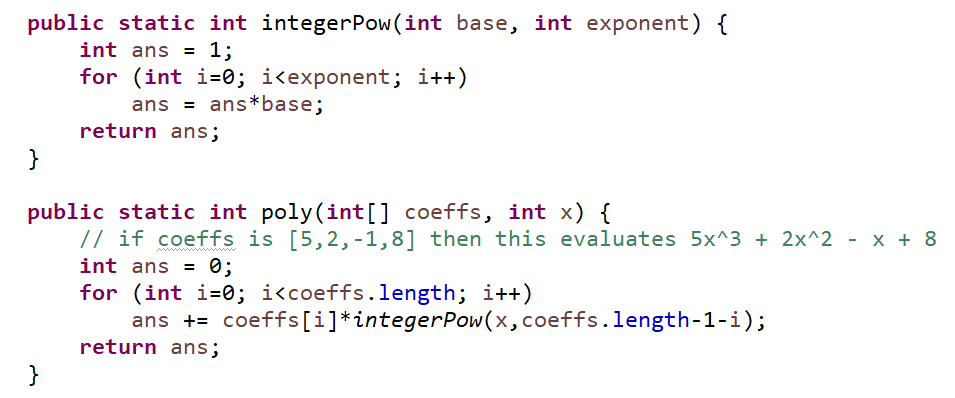 public static int integerPow(int base, int exponent) {
    int ans = 1;
    for (int i=0; i<exponent; i++)
        ans = ans*base;
    return ans;
}

public static int poly(int[] coeffs, int x) {
    // if coeffs is [5,2,-1,8] then this evaluates 5x^3 + 2x^2 - x + 8
    int ans = 0;
    for (int i=0; i<coeffs.length; i++)
        ans += coeffs[i]*integerPow(x,coeffs.length-1-i);
    return ans;
}